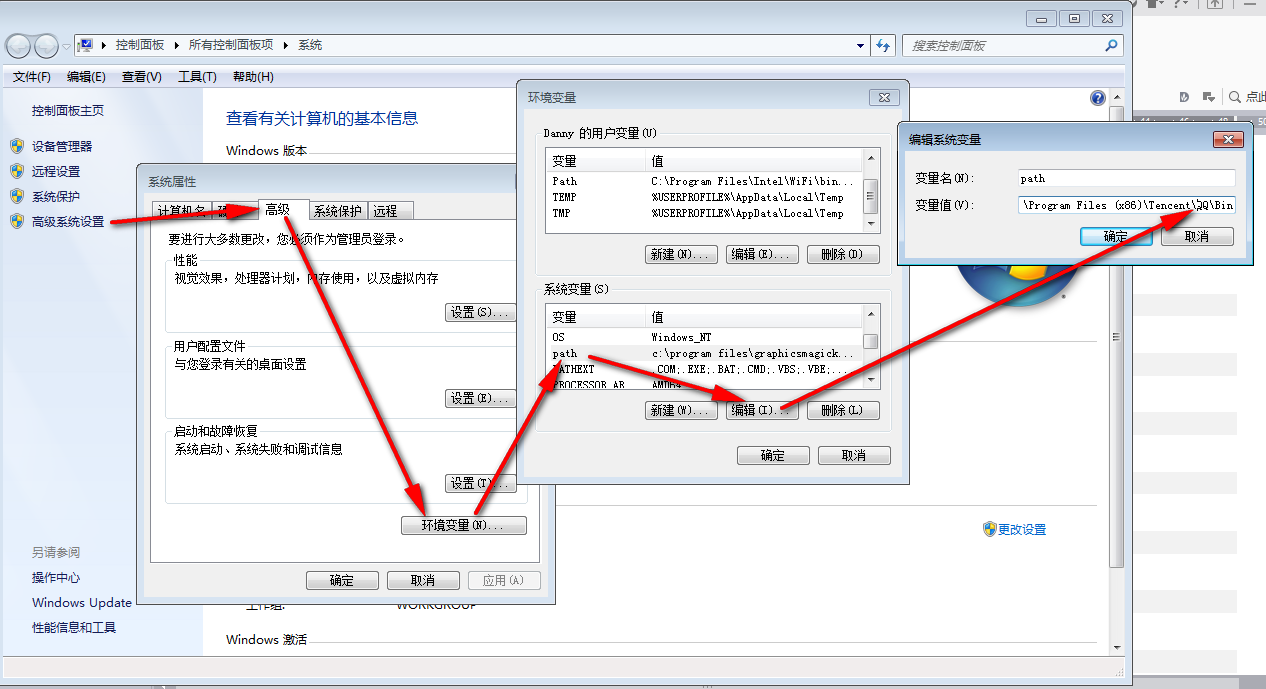 控制面板 所有控制面板项 系统
搜索控制面板
文件(F) 编辑(E) 查看(V) 工具(T) 帮助(H)
控制面板主页
设备管理器
远程设置
系统保护
高级系统设置
另请参阅
操作中心
Windows Update
性能信息和工具
查看有关计算机的基本信息
Windows 版本
更改设置
工作组: WORKGROUP
Windows 激活
系统属性
计算机名 高级 系统保护 远程
要进行大多数更改，您必须作为管理员登录。
性能
视觉效果，处理器计划，内存使用，以及虚拟内存
设置(S)...
用户配置文件
与您登录有关的桌面设置
设置(E)...
启动和故障恢复
系统启动、系统失败和调试信息
设置(T)...
环境变量(N)...
确定 取消 应用(A)
环境变量
Danny 的用户变量(U)
变量 值
Path C:\Program Files\Intel\WiFi\bin...
TEMP %USERPROFILE%\AppData\Local\Temp
TMP %USERPROFILE%\AppData\Local\Temp
新建(N)... 编辑(E)... 删除(D)
系统变量(S)
变量 值
OS Windows_NT
path c:\program files\graphicsmagick...
PATHEXT .COM;.EXE;.BAT;.CMD;.VBS;.VBE;...
PROCESSOR_AR AMD64
新建(W)... 编辑(I)... 删除(L)
确定 取消
编辑系统变量
变量名(N): path
变量值(V): \Program Files (x86)\Tencent\QQ\Bin
确定 取消
点此